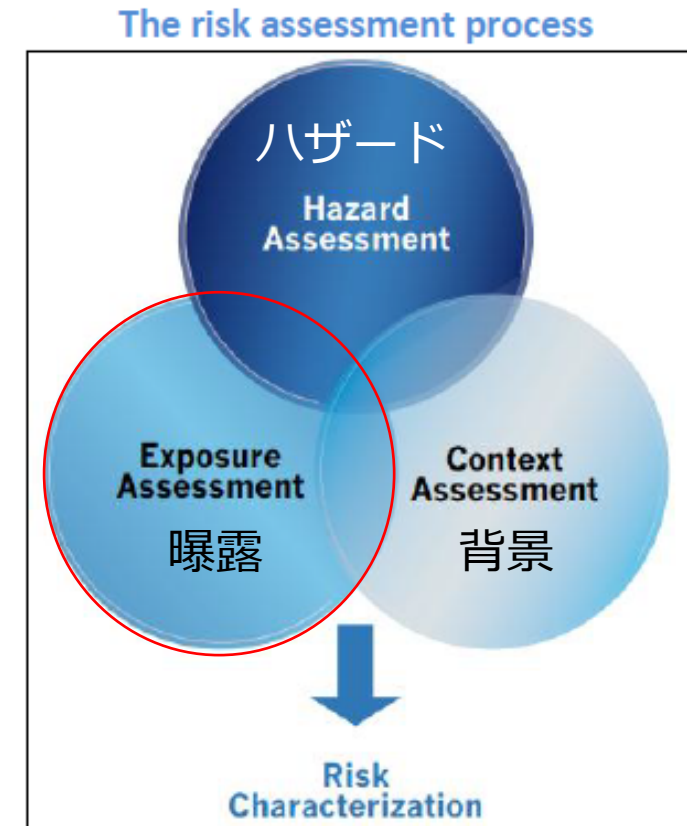 The risk assessment process
ハザード
Hazard
Assessment
Exposure
Assessment
曝露
Context
Assessment
背景
Risk
Characterization